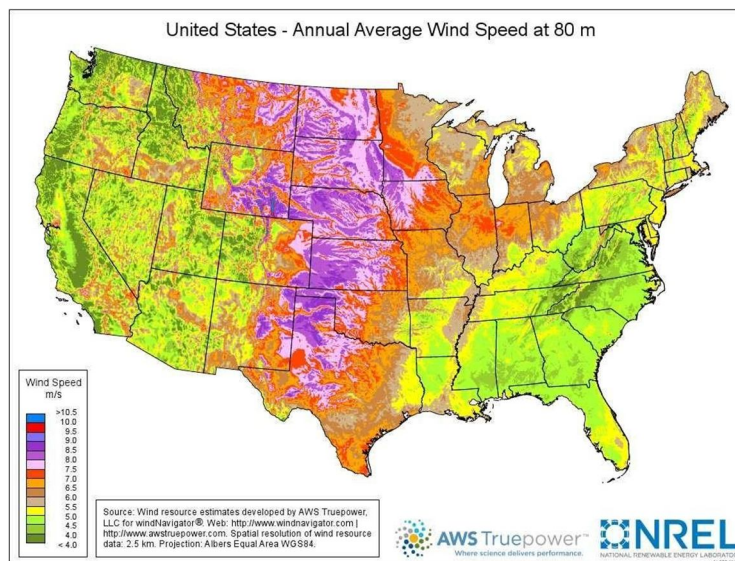 United States - Annual Average Wind Speed at 80 m
Wind Speed
m/s
>10.5
10.0
9.5
9.0
8.5
8.0
7.5
7.0
6.5
6.0
5.5
5.0
4.5
4.0
< 4.0
Source: Wind resource estimates developed by AWS Truepower,
LLC for windNavigator®. Web: http://www.windnavigator.com |
http://www.awstruepower.com. Spatial resolution of wind resource
data: 2.5 km. Projection: Albers Equal Area WGS84.
AWS Truepower™
Where science delivers performance.
NREL
NATIONAL RENEWABLE ENERGY LABORATO